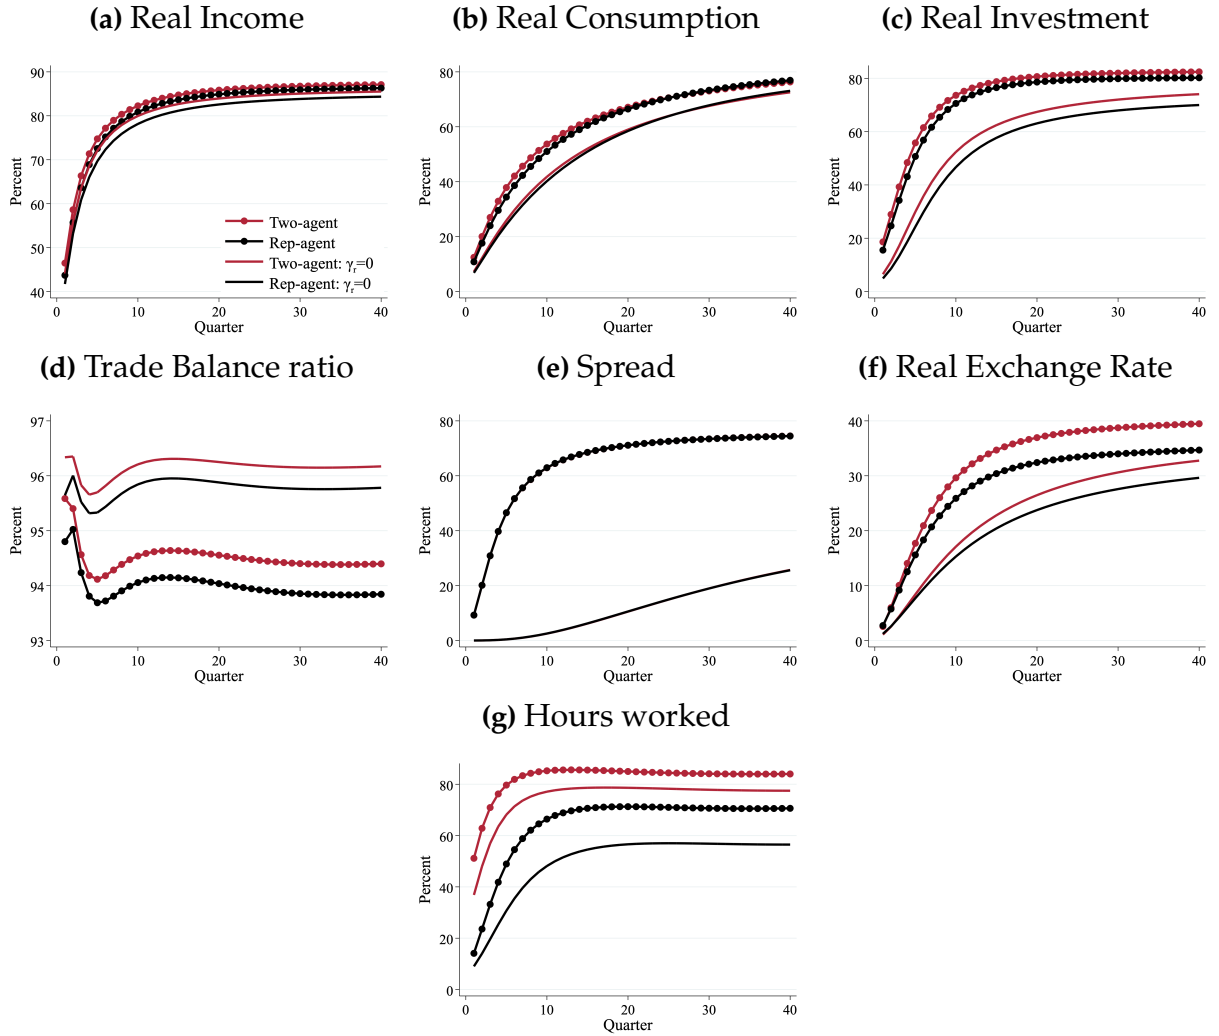 (a) Real Income
(b) Real Consumption
(c) Real Investment
90
80
70
60
50
40
Percent
0
10
20
30
40
Quarter
Two-agent
Rep-agent
Two-agent: γr=0
Rep-agent: γr=0
80
60
40
20
0
Percent
0
10
20
30
40
Quarter
80
60
40
20
0
Percent
0
10
20
30
40
Quarter
(d) Trade Balance ratio
(e) Spread
(f) Real Exchange Rate
97
96
95
94
93
Percent
0
10
20
30
40
Quarter
80
60
40
20
0
Percent
0
10
20
30
40
Quarter
40
30
20
10
0
Percent
0
10
20
30
40
Quarter
(g) Hours worked
80
60
40
20
0
Percent
0
10
20
30
40
Quarter